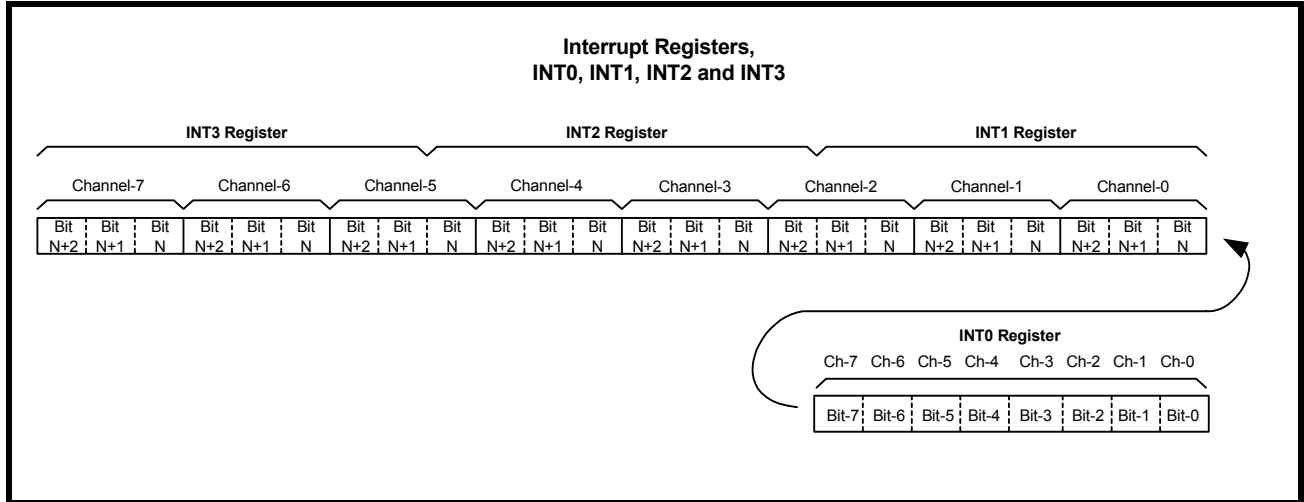 Interrupt Registers,
INT0, INT1, INT2 and INT3
INT3 Register INT2 Register INT1 Register
Channel-7 Channel-6 Channel-5 Channel-4 Channel-3 Channel-2 Channel-1 Channel-0
Bit Bit Bit Bit Bit Bit Bit Bit Bit Bit Bit Bit Bit Bit Bit Bit Bit Bit Bit Bit Bit Bit Bit Bit
N+2 N+1 N N+2 N+1 N N+2 N+1 N N+2 N+1 N N+2 N+1 N N+2 N+1 N N+2 N+1 N N+2 N+1 N
INT0 Register
Ch-7 Ch-6 Ch-5 Ch-4 Ch-3 Ch-2 Ch-1 Ch-0
Bit-7 Bit-6 Bit-5 Bit-4 Bit-3 Bit-2 Bit-1 Bit-0